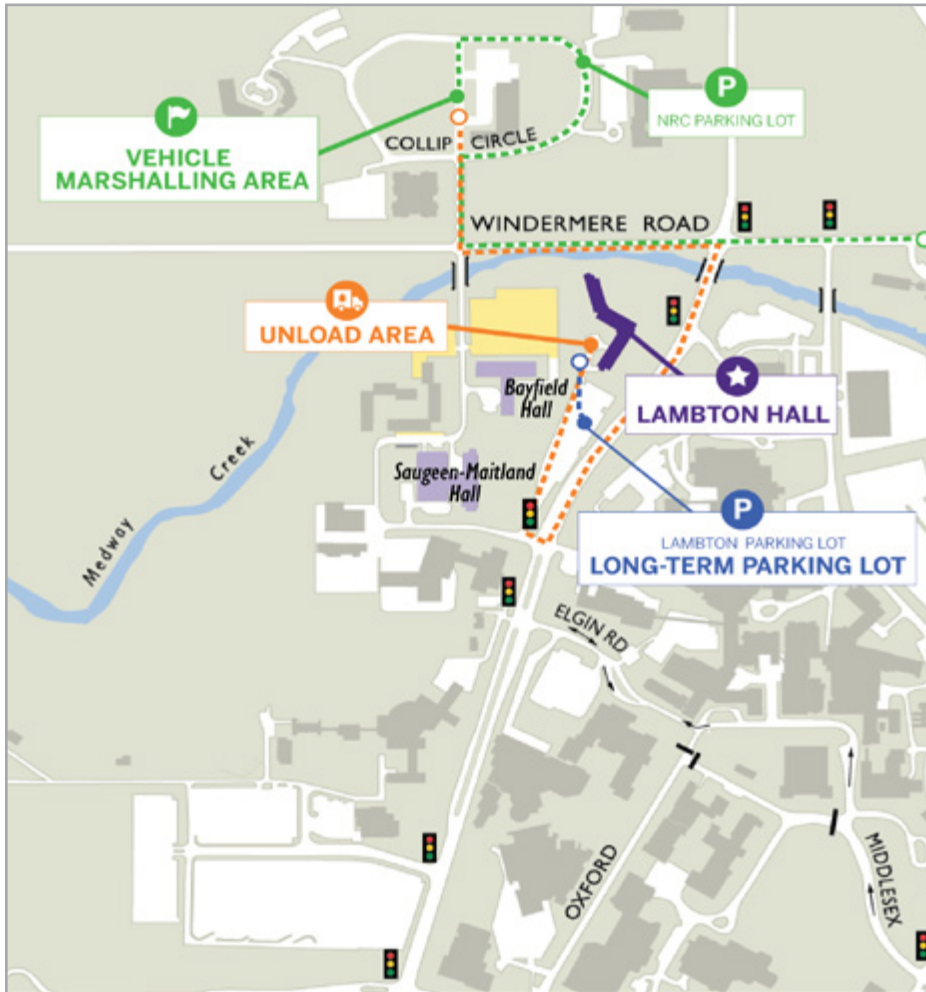 P
NRC PARKING LOT
VEHICLE
MARSHALLING AREA
COLLIP CIRCLE
WINDERMERE ROAD
UNLOAD AREA
LAMBTON HALL
Bayfield
Hall
Saugeen-Maitland
Hall
Medway Creek
P
LAMBTON PARKING LOT
LONG-TERM PARKING LOT
ELGIN RD
OXFORD
MIDDLESEX